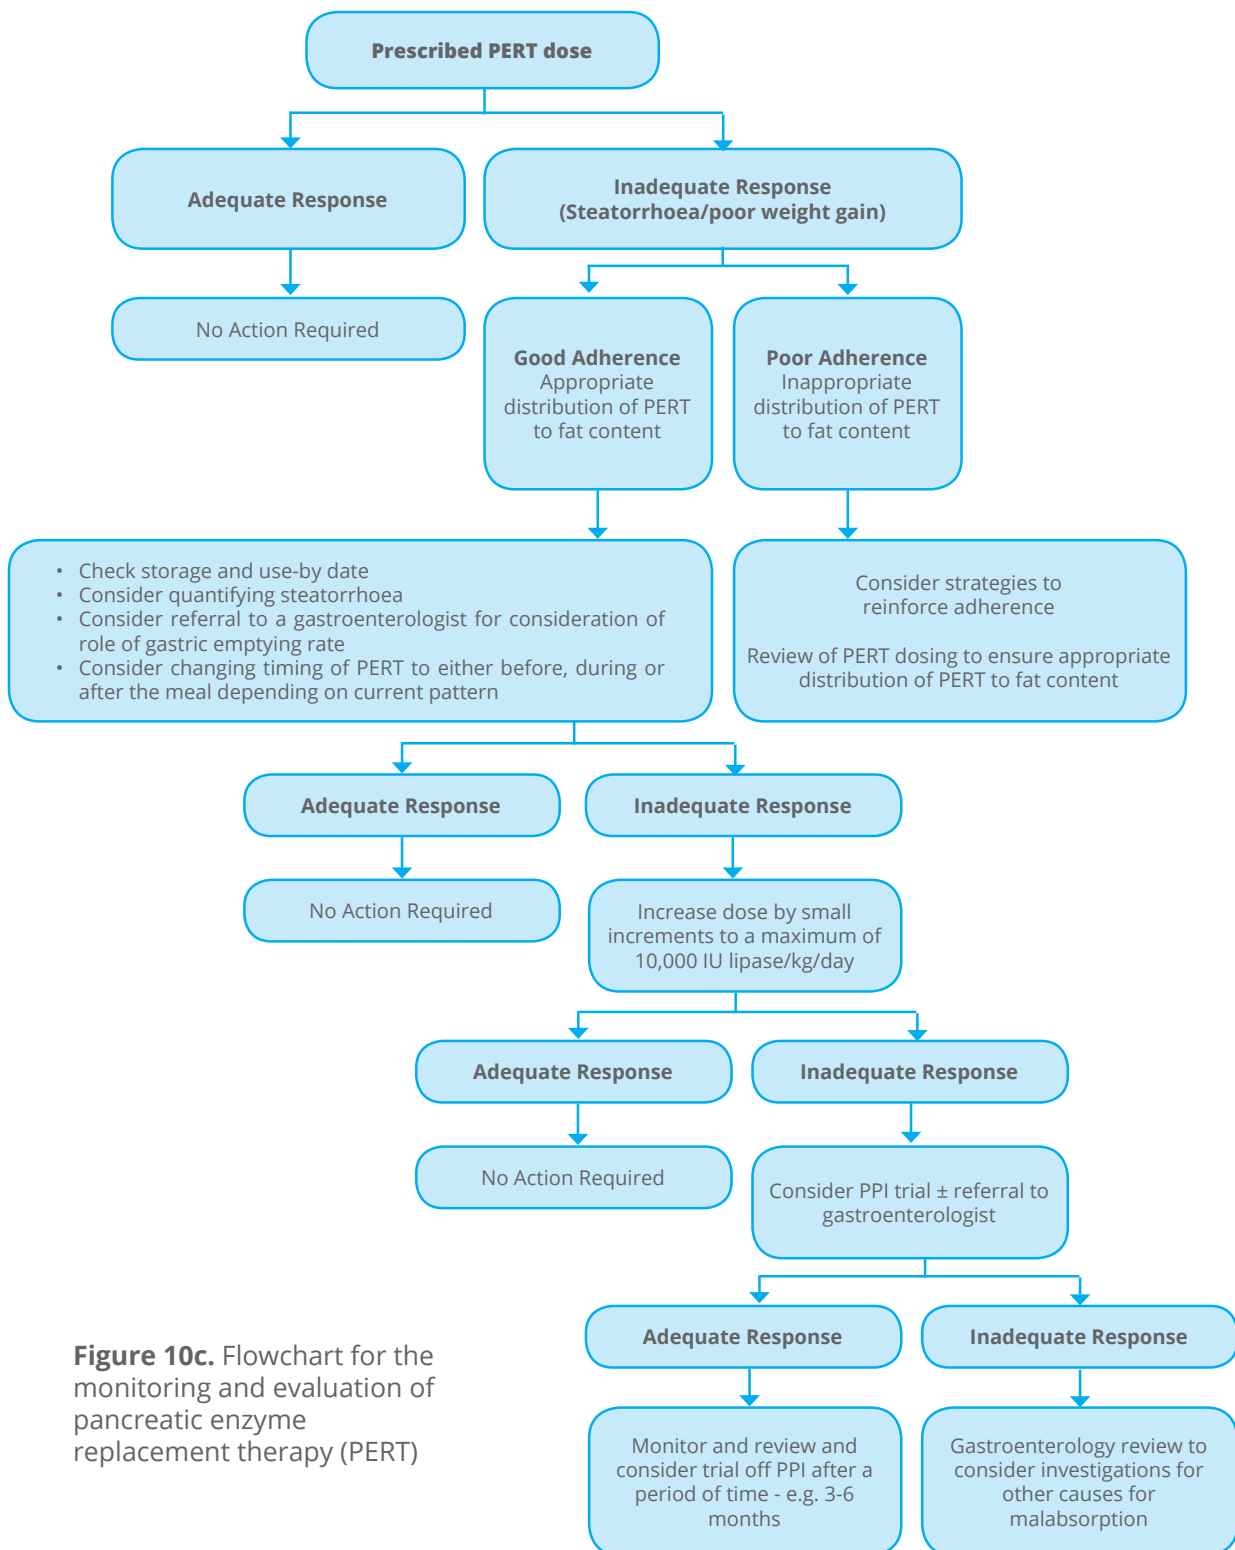 Prescribed PERT dose
Adequate Response
Inadequate Response
(Steatorrhoea/poor weight gain)
No Action Required
Good Adherence
Appropriate
distribution of PERT
to fat content
Poor Adherence
Inappropriate
distribution of PERT
to fat content
• Check storage and use-by date
• Consider quantifying steatorrhoea
• Consider referral to a gastroenterologist for consideration of
role of gastric emptying rate
• Consider changing timing of PERT to either before, during or
after the meal depending on current pattern
Consider strategies to
reinforce adherence
Review of PERT dosing to ensure appropriate
distribution of PERT to fat content
Adequate Response
Inadequate Response
No Action Required
Increase dose by small
increments to a maximum of
10,000 IU lipase/kg/day
Adequate Response
Inadequate Response
No Action Required
Consider PPI trial ± referral to
gastroenterologist
Adequate Response
Inadequate Response
Monitor and review and
consider trial off PPI after a
period of time - e.g. 3-6
months
Gastroenterology review to
consider investigations for
other causes for
malabsorption
Figure 10c. Flowchart for the
monitoring and evaluation of
pancreatic enzyme
replacement therapy (PERT)